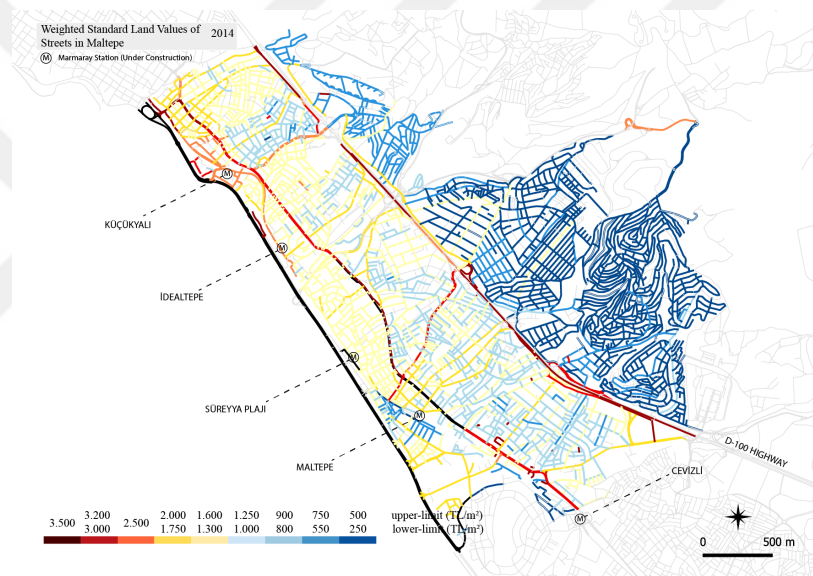 Weighted Standard Land Values of
Streets in Maltepe
2014
M Marmaray Station (Under Construction)
M
KÜÇÜKYALI
M
İDEALTEPE
M
SÜREYYA PLAJI
M
MALTEPE
D-100 HIGHWAY
CEVİZLİ
M
3.500 3.200 2.500 2.000 1.600 1.250 900 750 500 upper-limit (TL/m²)
3.000 1.750 1.300 1.000 800 550 250 lower-limit (TL/m²)
0 500 m